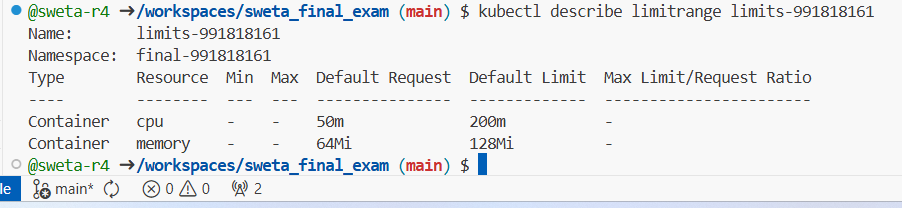 @sweta-r4 ➜/workspaces/sweta_final_exam (main) $ kubectl describe limitrange limits-991818161
Name:       limits-991818161
Namespace:  final-991818161
Type        Resource  Min  Max  Default Request  Default Limit  Max Limit/Request Ratio
----        --------  ---  ---  ---------------  -------------  -----------------------
Container   cpu       -    -    50m              200m           -
Container   memory    -    -    64Mi             128Mi          -
@sweta-r4 ➜/workspaces/sweta_final_exam (main) $
main* 0 0 2